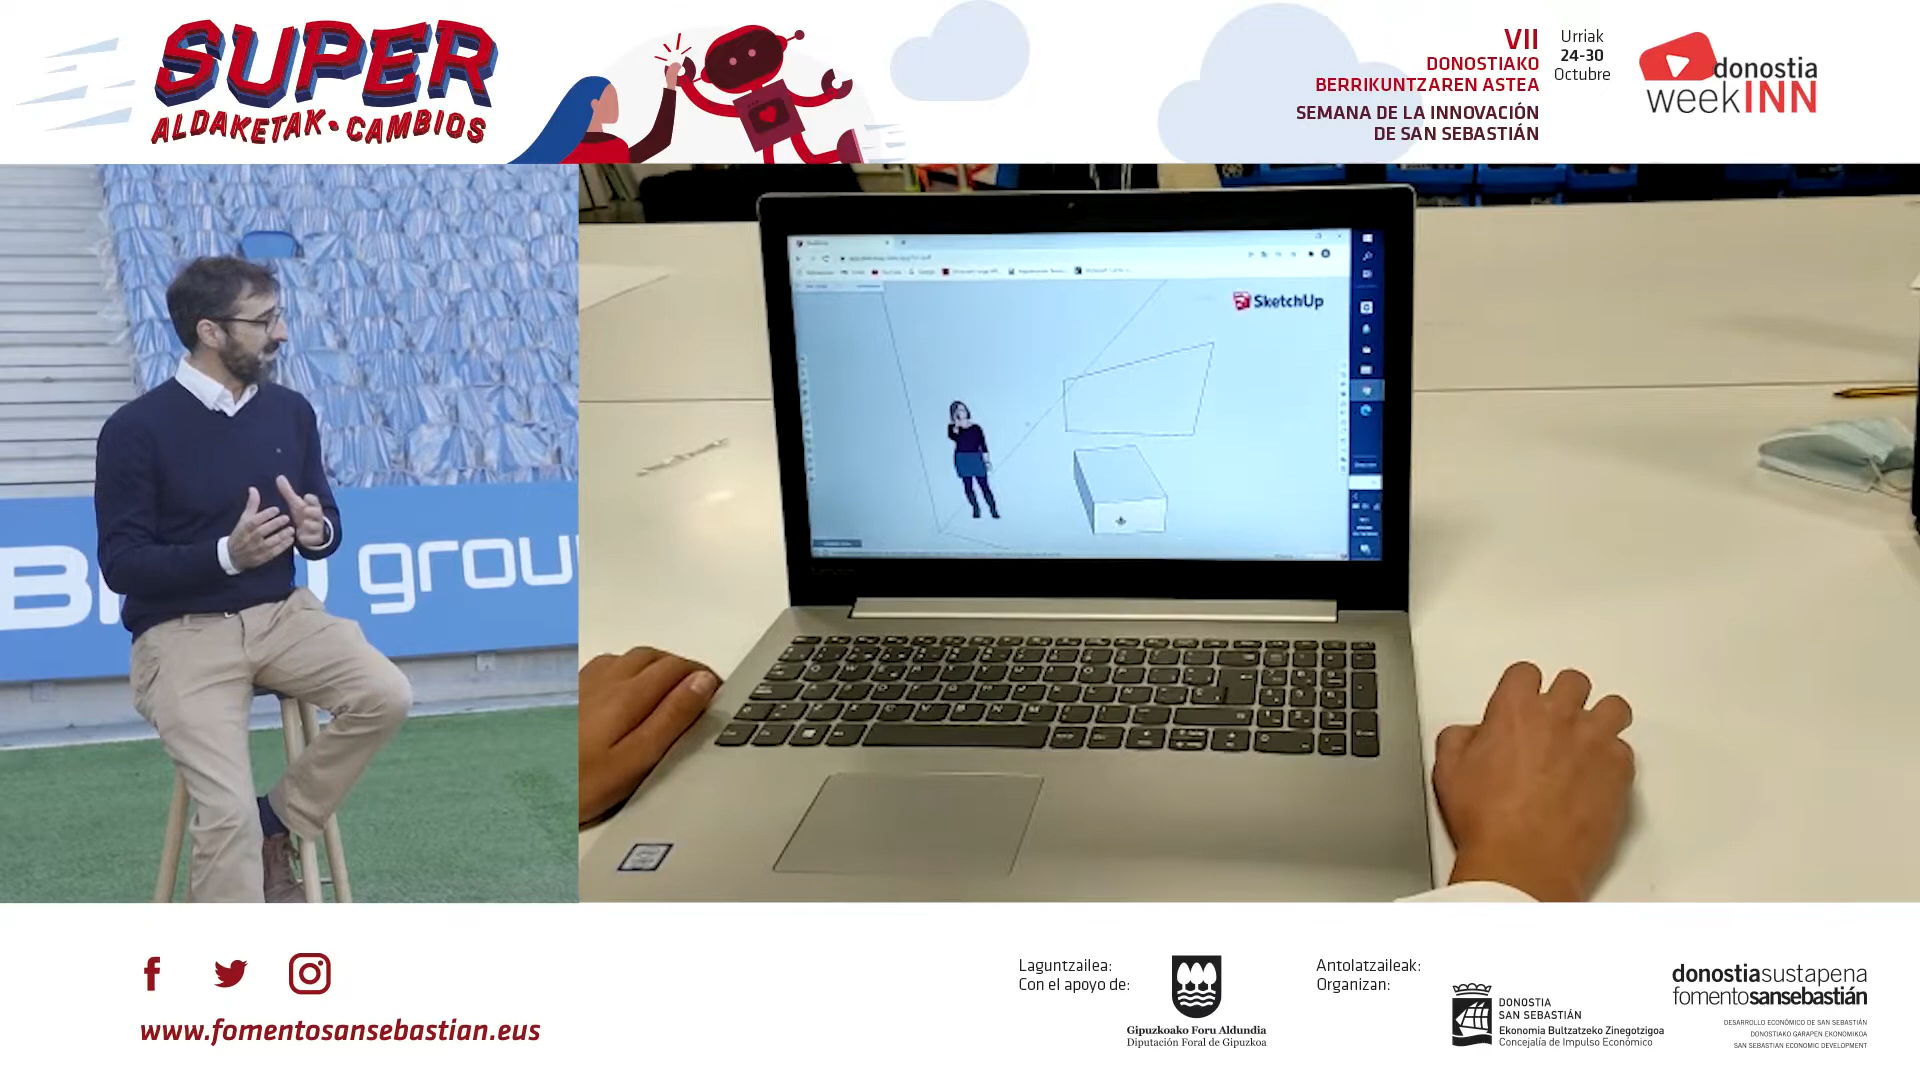 SUPER
ALDAKETAK · CAMBIOS
VII
DONOSTIAKO
BERRIKUNTZAREN ASTEA
SEMANA DE LA INNOVACIÓN
DE SAN SEBASTIÁN
Urriak
24-30
Octubre
donostia
weekINN
SketchUp
group
www.fomentosansebastian.eus
Laguntzailea:
Con el apoyo de:
Gipuzkoako Foru Aldundia
Diputación Foral de Gipuzkoa
Antolatzaileak:
Organizan:
DONOSTIA
SAN SEBASTIÁN
Ekonomia Bultzatzeko Zinegotzigoa
Concejalía de Impulso Económico
donostiasustapena
fomentosansebastián
DESARROLLO ECONÓMICO DE SAN SEBASTIÁN
DONOSTIAKO GARAPEN EKONOMIKOA
SAN SEBASTIAN ECONOMIC DEVELOPMENT